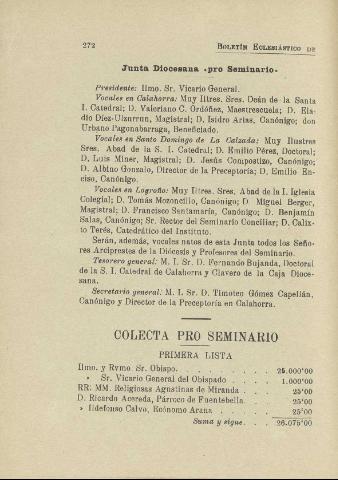 272 BOLETÍN ECLESIÁSTICO DE
Junta Diocesana «pro Seminario»
Presidente: Ilmo. Sr. Vicario General.
Vocales en Calahorra: Muy Iltres. Sres. Deán de la Santa
I. Catedral; D. Valeriano C. Ordóñez, Maestrescuela; D. Ela-
dio Díez-Ulzurrun, Magistral; D. Isidro Arias, Canónigo; don
Urbano Pagonabarraga, Beneficiado.
Vocales en Santo Domingo de La Calzada: Muy Ilustres
Sres. Abad de la S. I. Catedral; D. Emilio Pérez, Doctoral;
D, Luis Miner, Magistral; D. Jesús Compostizo, Canónigo;
D. Albino Gonzalo, Director de la Preceptoría; D. Emilio En-
ciso, Canónigo.
Vocales en Logroño: Muy Iltres. Sres. Abad de la I. Iglesia
Colegial; D. Tomás Mozoncillo, Canónigo; D. Miguel Berger,
Magistral; D. Francisco Santamaría, Canónigo; D. Benjamín
Salas, Canónigo; Sr. Rector del Seminario Conciliar; D. Calix-
to Terés, Catedrático del Instituto.
Serán, además, vocales natos de esta Junta todos los Seño-
res Arciprestes de la Diócesis y Profesores del Seminario.
Tesorero general: M. I. Sr. D. Fernando Bujanda, Doctoral
de la S. I. Catedral de Calahorra y Clavero de la Caja Dioce-
sana.
Secretario general: M. I. Sr. D. Timoteo Gómez Capellán,
Canónigo y Director de la Preceptoría en Calahorra.
COLECTA PRO SEMINARIO
PRIMERA LISTA
Ilmo. y Rvmo. Sr. Obispo. . . . . . . . . 25.000'00
» Sr. Vicario General del Obispado . . . . 1.000'00
RR. MM. Religiosas Agustinas de Miranda . . . 25'00
D. Ricardo Acereda, Párroco de Fuentebella. . . . 25'00
» Ildefonso Calvo, Ecónomo Arana . . . . . 25'00
Suma y sigue. . . 26.075'00